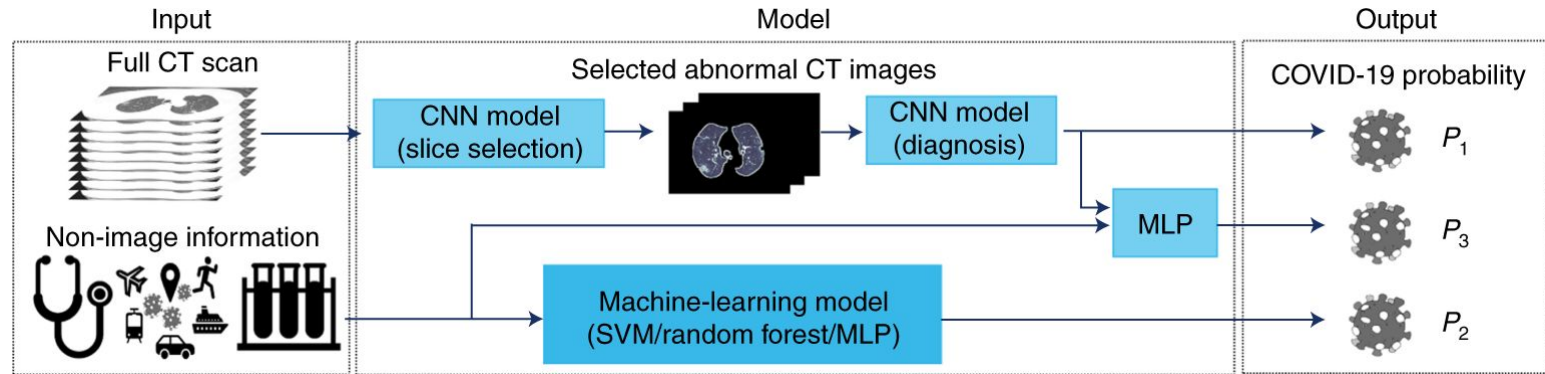 Input
Model
Output
Full CT scan
Selected abnormal CT images
COVID-19 probability
CNN model
(slice selection)
CNN model
(diagnosis)
P1
MLP
P3
Non-image information
Machine-learning model
(SVM/random forest/MLP)
P2